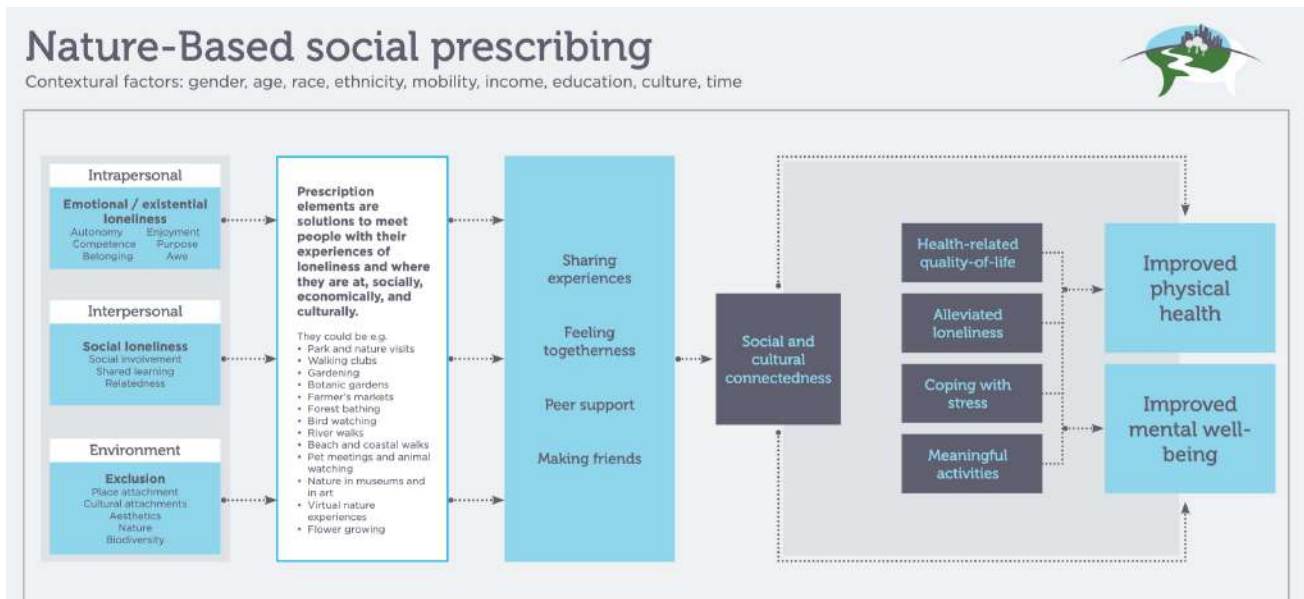 Nature-Based social prescribing
Contextural factors: gender, age, race, ethnicity, mobility, income, education, culture, time
Intrapersonal
Emotional / existential
loneliness
Autonomy Enjoyment
Competence Purpose
Belonging Awe
Interpersonal
Social loneliness
Social involvement
Shared learning
Relatedness
Environment
Exclusion
Place attachment
Cultural attachments
Aesthetics
Nature
Biodiversity
Prescription
elements are
solutions to meet
people with their
experiences of
loneliness and where
they are at, socially,
economically, and
culturally.
They could be e.g.
• Park and nature visits
• Walking clubs
• Gardening
• Botanic gardens
• Farmer's markets
• Forest bathing
• Bird watching
• River walks
• Beach and coastal walks
• Pet meetings and animal
watching
• Nature in museums and
in art
• Virtual nature
experiences
• Flower growing
Sharing
experiences
Feeling
togetherness
Peer support
Making friends
Social and
cultural
connectedness
Health-related
quality-of-life
Alleviated
loneliness
Coping with
stress
Meaningful
activities
Improved
physical
health
Improved
mental well-
being